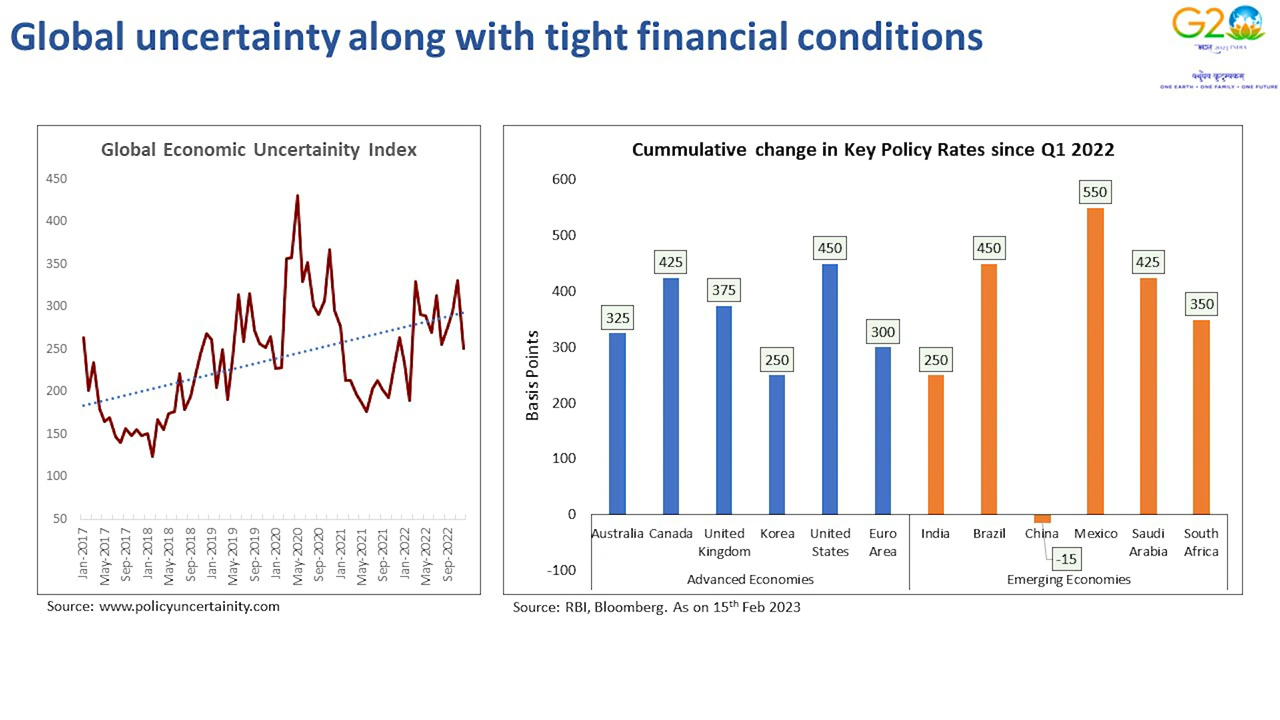 Global uncertainty along with tight financial conditions
G20
भारत 2023 INDIA
वसुधैव कुटुम्बकम्
ONE EARTH • ONE FAMILY • ONE FUTURE
Global Economic Uncertainity Index
450
400
350
300
250
200
150
100
50
Jan-2017
May-2017
Sep-2017
Jan-2018
May-2018
Sep-2018
Jan-2019
May-2019
Sep-2019
Jan-2020
May-2020
Sep-2020
Jan-2021
May-2021
Sep-2021
Jan-2022
May-2022
Sep-2022
Source: www.policyuncertainity.com
Cummulative change in Key Policy Rates since Q1 2022
Basis Points
600
500
400
300
200
100
0
-100
325
425
375
250
450
300
250
450
-15
550
425
350
Australia
Canada
United
Kingdom
Korea
United
States
Euro
Area
India
Brazil
China
Mexico
Saudi
Arabia
South
Africa
Advanced Economies
Emerging Economies
Source: RBI, Bloomberg. As on 15th Feb 2023